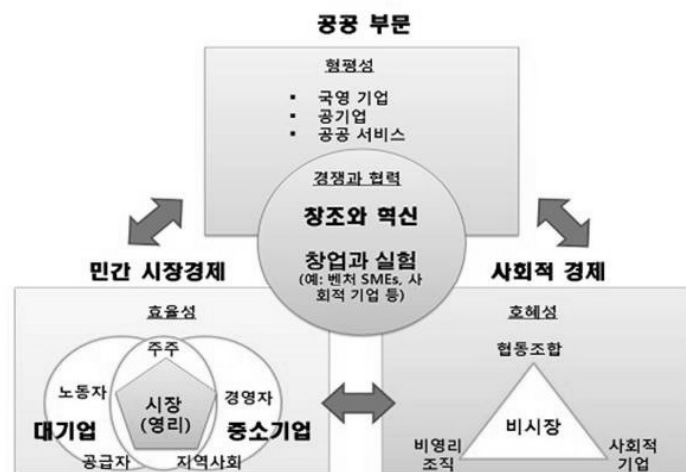 공공 부문
형평성
▪ 국영 기업
▪ 공기업
▪ 공공 서비스
경쟁과 협력
창조와 혁신
창업과 실험
(예: 벤처 SMEs, 사
회적 기업 등)
민간 시장경제
효율성
주주
노동자
시장
(영리)
경영자
대기업
중소기업
공급자
지역사회
사회적 경제
호혜성
협동조합
비시장
비영리
조직
사회적
기업